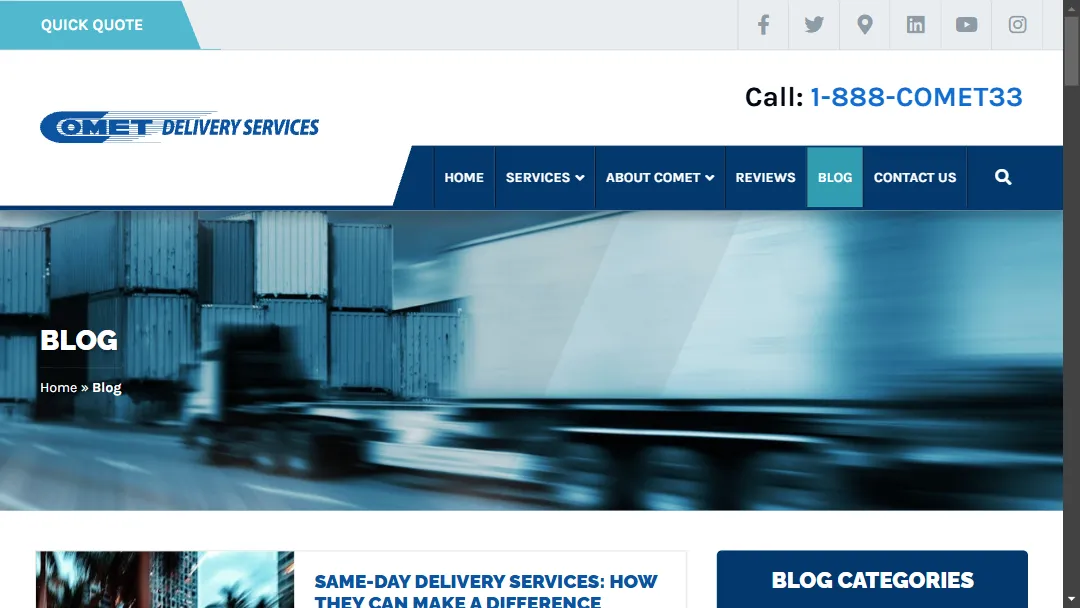 QUICK QUOTE
Call: 1-888-COMET33
COMET DELIVERY SERVICES
HOME
SERVICES
ABOUT COMET
REVIEWS
BLOG
CONTACT US
BLOG
Home » Blog
SAME-DAY DELIVERY SERVICES: HOW
THEY CAN MAKE A DIFFERENCE
BLOG CATEGORIES